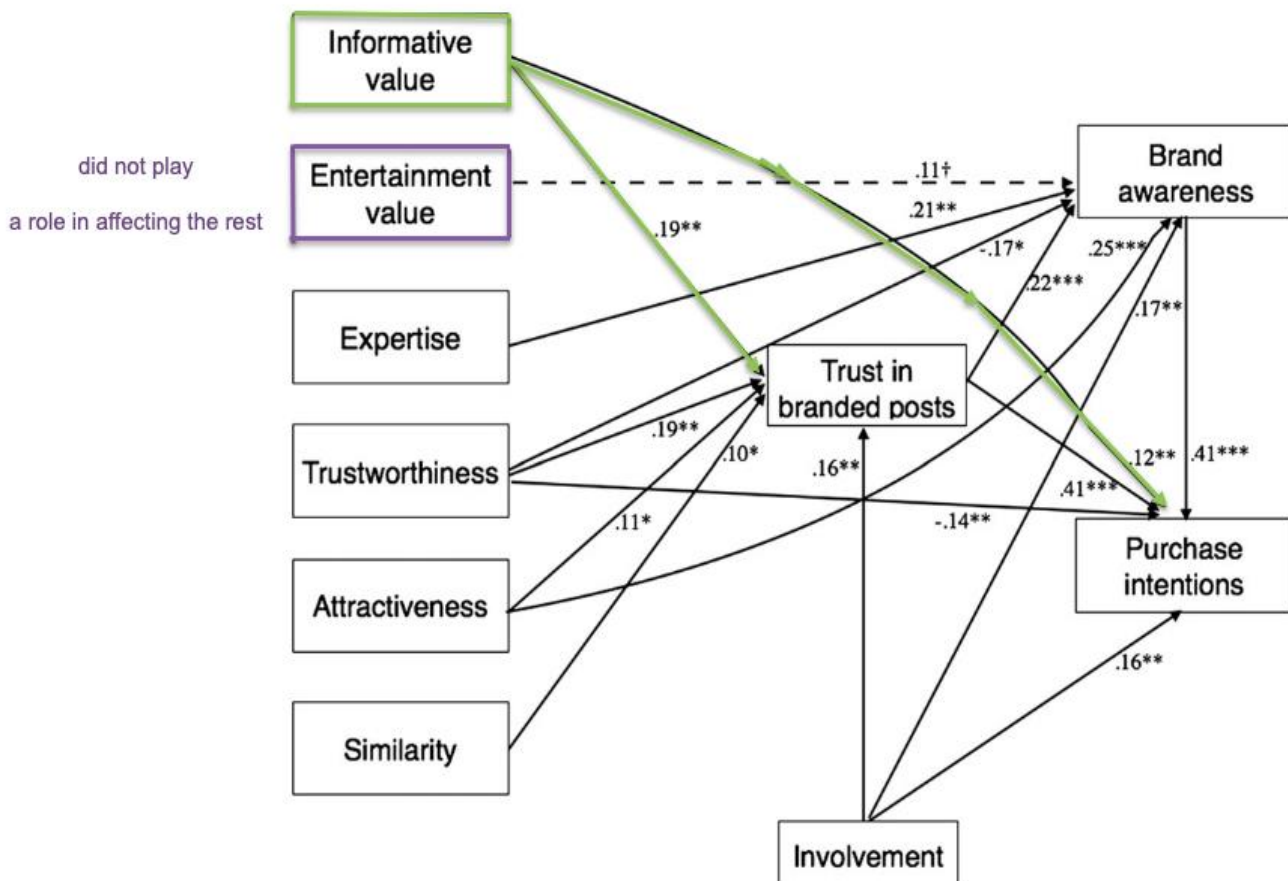 Informative
value
did not play
a role in affecting the rest
Entertainment
value
Expertise
Trustworthiness
Attractiveness
Similarity
Involvement
Trust in
branded posts
Brand
awareness
Purchase
intentions
.11†
.21**
-.17*
.25***
.22***
.17**
.19**
.19**
.10*
.11*
.16**
.12**
.41***
.41***
-.14**
.16**